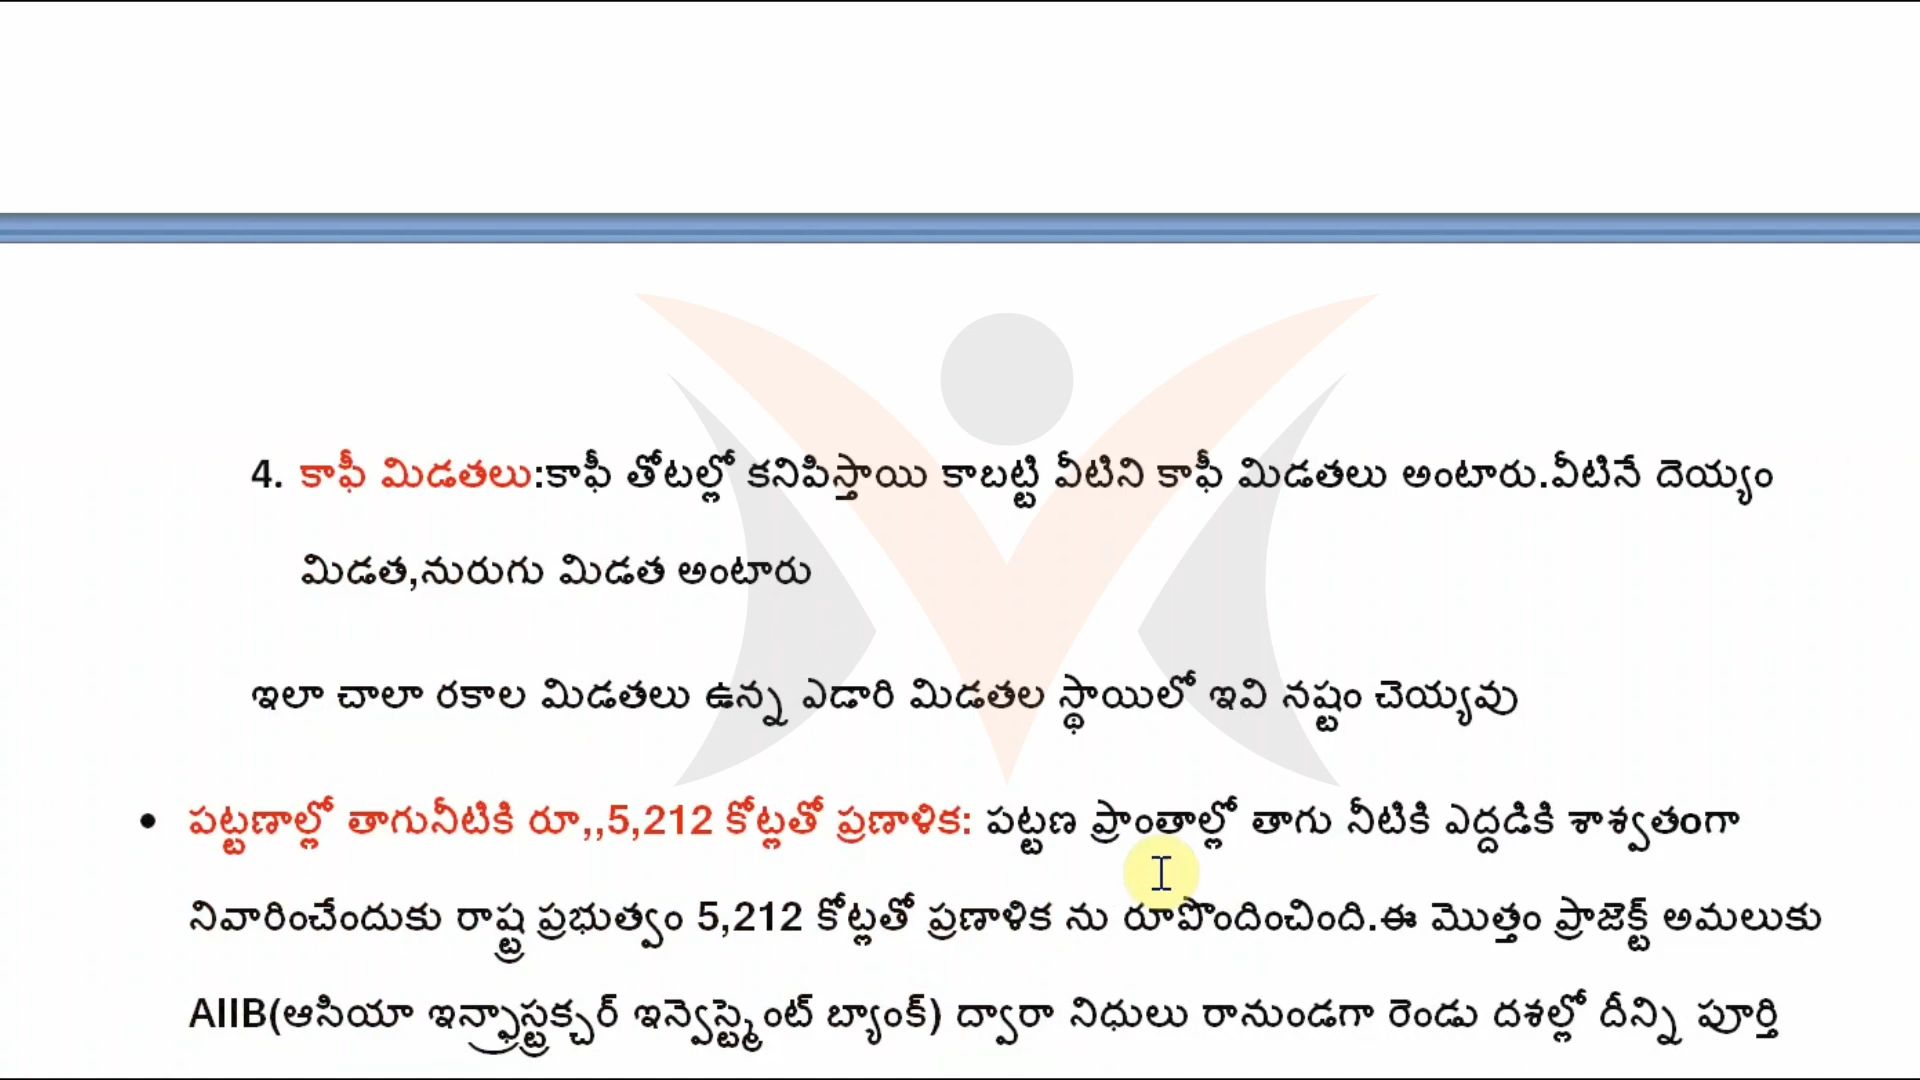 4. కాఫీ మిడతలు:కాఫీ తోటల్లో కనిపిస్తాయి కాబట్టి వీటిని కాఫీ మిడతలు అంటారు.వీటినే దెయ్యం
మిడత,నురుగు మిడత అంటారు
ఇలా చాలా రకాల మిడతలు ఉన్న ఎడారి మిడతల స్థాయిలో ఇవి నష్టం చెయ్యవు
• పట్టణాల్లో తాగునీటికి రూ,,5,212 కోట్లతో ప్రణాళిక: పట్టణ ప్రాంతాల్లో తాగు నీటికి ఎద్దడికి శాశ్వతంగా
నివారించేందుకు రాష్ట్ర ప్రభుత్వం 5,212 కోట్లతో ప్రణాళిక ను రూపొందించింది.ఈ మొత్తం ప్రాజెక్ట్ అమలుకు
AIIB(ఆసియా ఇన్ఫ్రాస్ట్రక్చర్ ఇన్వెస్ట్మెంట్ బ్యాంక్) ద్వారా నిధులు రానుండగా రెండు దశల్లో దీన్ని పూర్తి